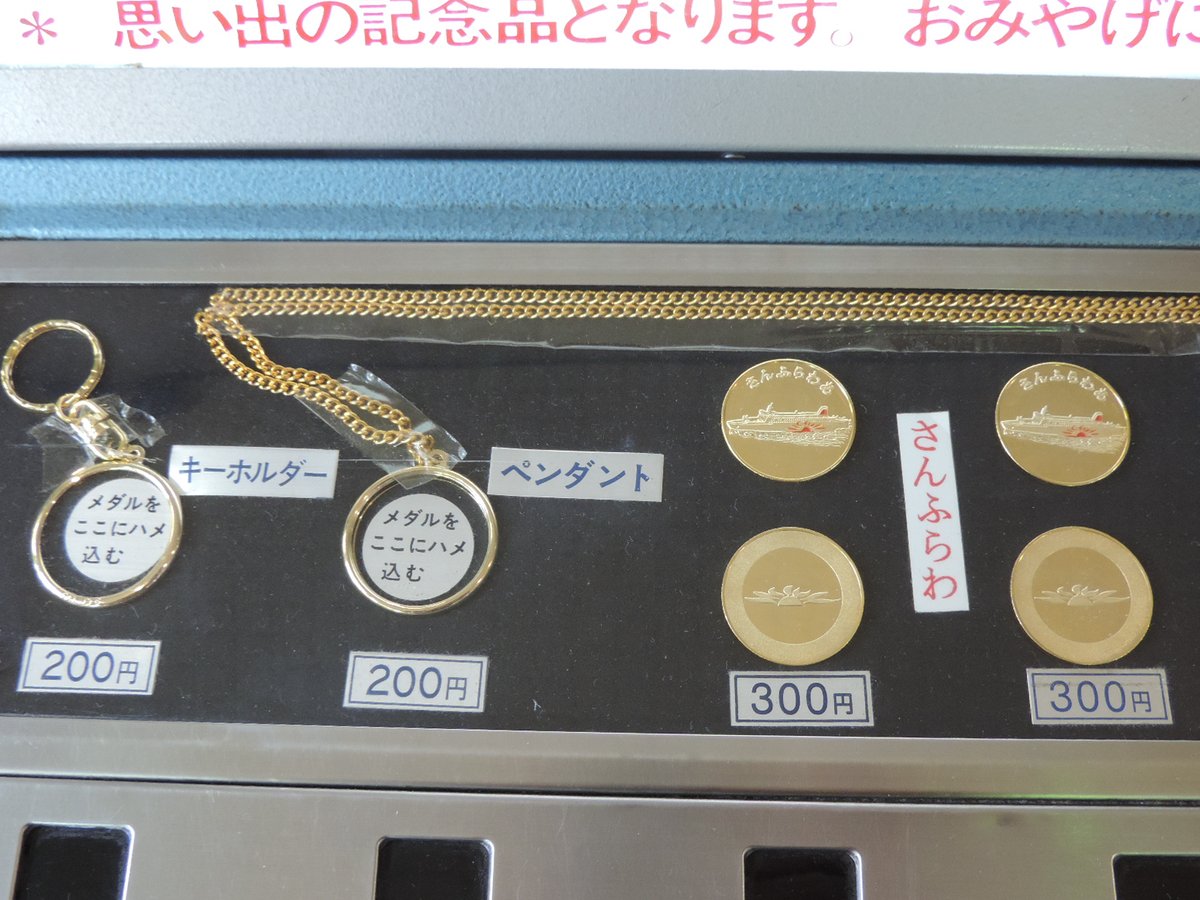 * 思い出の記念品となります。 おみやげに
さんふらわあ
さんふらわあ
キーホルダー
ペンダント
さんふらわ
メダルを
ここにハメ
込む
メダルを
ここにハメ
込む
200円
200円
300円
300円